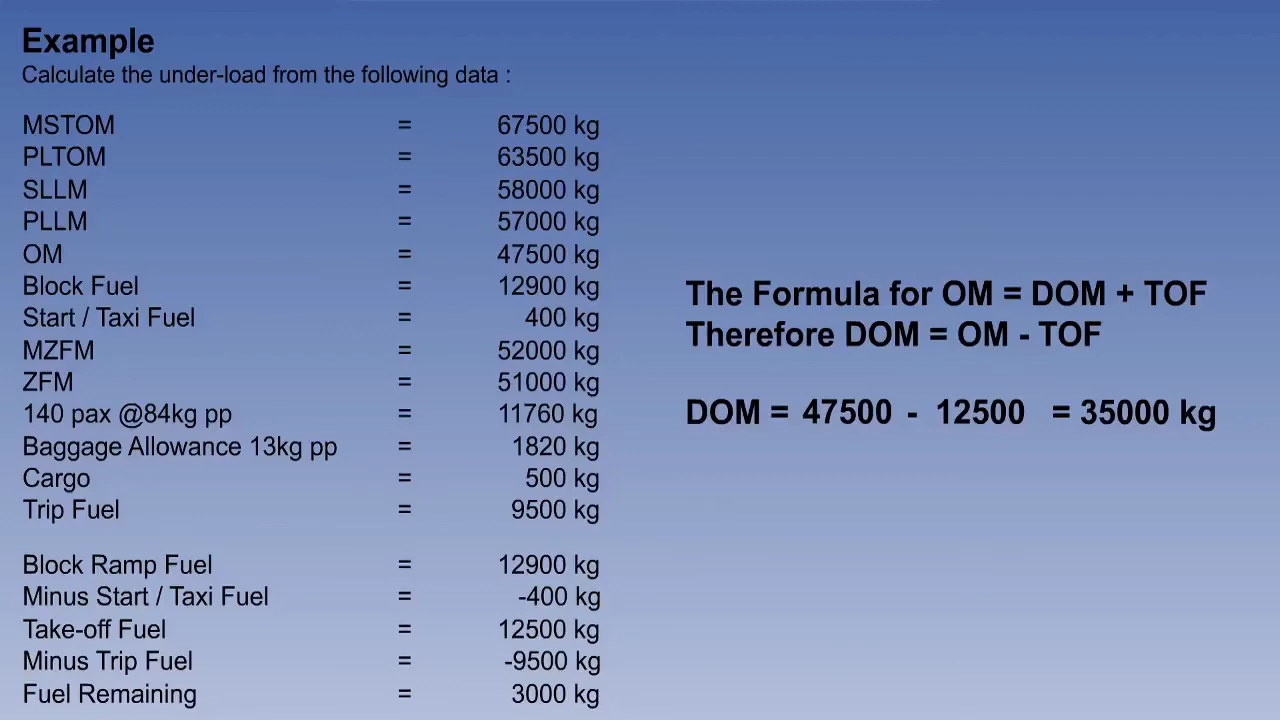 Example
Calculate the under-load from the following data :
MSTOM = 67500 kg
PLTOM = 63500 kg
SLLM = 58000 kg
PLLM = 57000 kg
OM = 47500 kg
Block Fuel = 12900 kg
Start / Taxi Fuel = 400 kg
MZFM = 52000 kg
ZFM = 51000 kg
140 pax @84kg pp = 11760 kg
Baggage Allowance 13kg pp = 1820 kg
Cargo = 500 kg
Trip Fuel = 9500 kg
Block Ramp Fuel = 12900 kg
Minus Start / Taxi Fuel = -400 kg
Take-off Fuel = 12500 kg
Minus Trip Fuel = -9500 kg
Fuel Remaining = 3000 kg
The Formula for OM = DOM + TOF
Therefore DOM = OM - TOF
DOM = 47500 - 12500 = 35000 kg